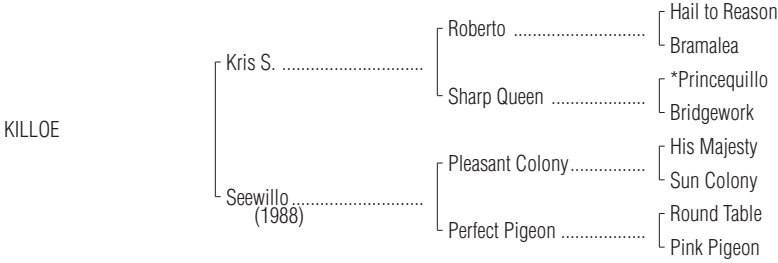 Hail to Reason
Roberto ............................
Bramalea
Kris S. ..............................
*Princequillo
Sharp Queen ....................
Bridgework
KILLOE
His Majesty
Pleasant Colony................
Sun Colony
Seewillo............................
(1988)
Round Table
Perfect Pigeon ..................
Pink Pigeon